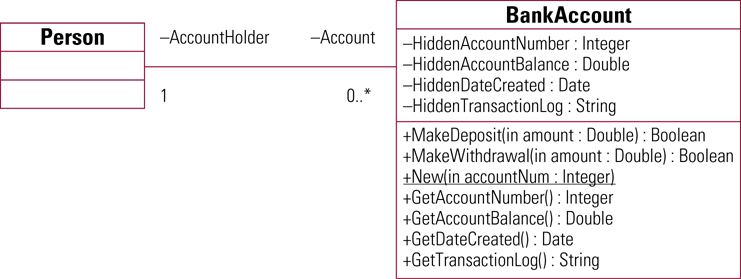 Person
–AccountHolder
–Account
1
0..*
BankAccount
–HiddenAccountNumber : Integer
–HiddenAccountBalance : Double
–HiddenDateCreated : Date
–HiddenTransactionLog : String
+MakeDeposit(in amount : Double) : Boolean
+MakeWithdrawal(in amount : Double) : Boolean
+New(in accountNum : Integer)
+GetAccountNumber() : Integer
+GetAccountBalance() : Double
+GetDateCreated() : Date
+GetTransactionLog() : String